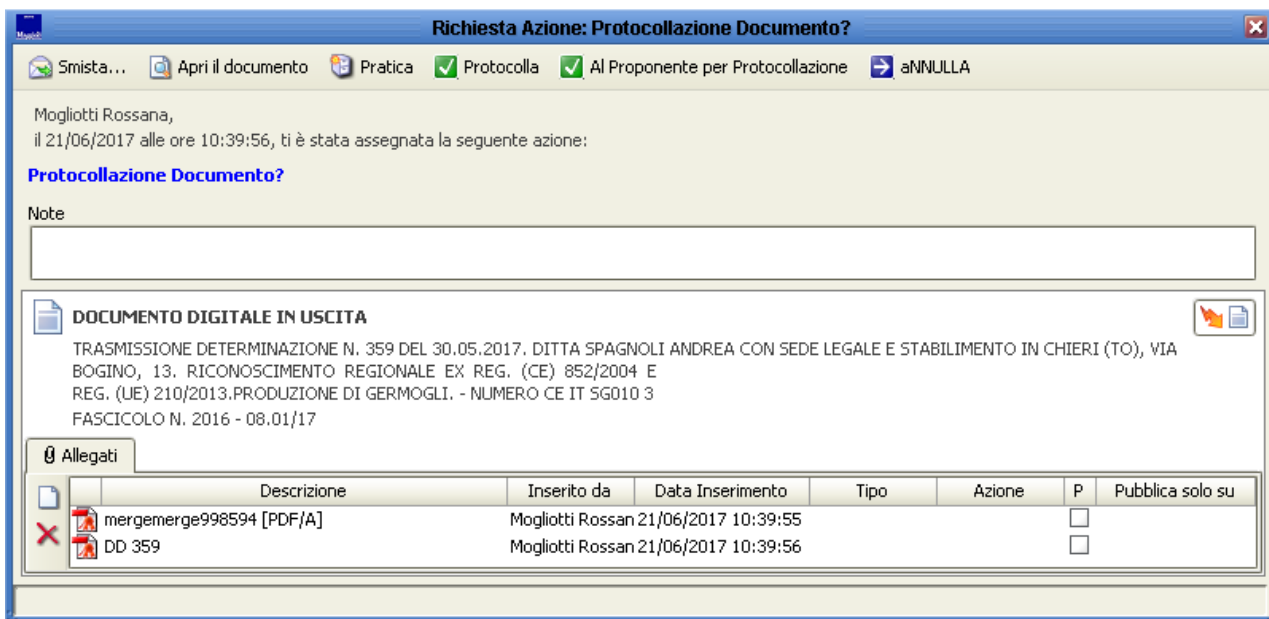 Richiesta Azione: Protocollazione Documento?
Smista... Apri il documento Pratica Protocolla Al Proponente per Protocollazione aNNULLA
Mogliotti Rossana,
il 21/06/2017 alle ore 10:39:56, ti è stata assegnata la seguente azione:
Protocollazione Documento?
Note
DOCUMENTO DIGITALE IN USCITA
TRASMISSIONE DETERMINAZIONE N. 359 DEL 30.05.2017. DITTA SPAGNOLI ANDREA CON SEDE LEGALE E STABILIMENTO IN CHIERI (TO), VIA
BOGINO, 13. RICONOSCIMENTO REGIONALE EX REG. (CE) 852/2004 E
REG. (UE) 210/2013.PRODUZIONE DI GERMOGLI. - NUMERO CE IT SG010 3
FASCICOLO N. 2016 - 08.01/17
Allegati
Descrizione Inserito da Data Inserimento Tipo Azione P Pubblica solo su
mergemerge998594 [PDF/A] Mogliotti Rossan 21/06/2017 10:39:55
DD 359 Mogliotti Rossan 21/06/2017 10:39:56